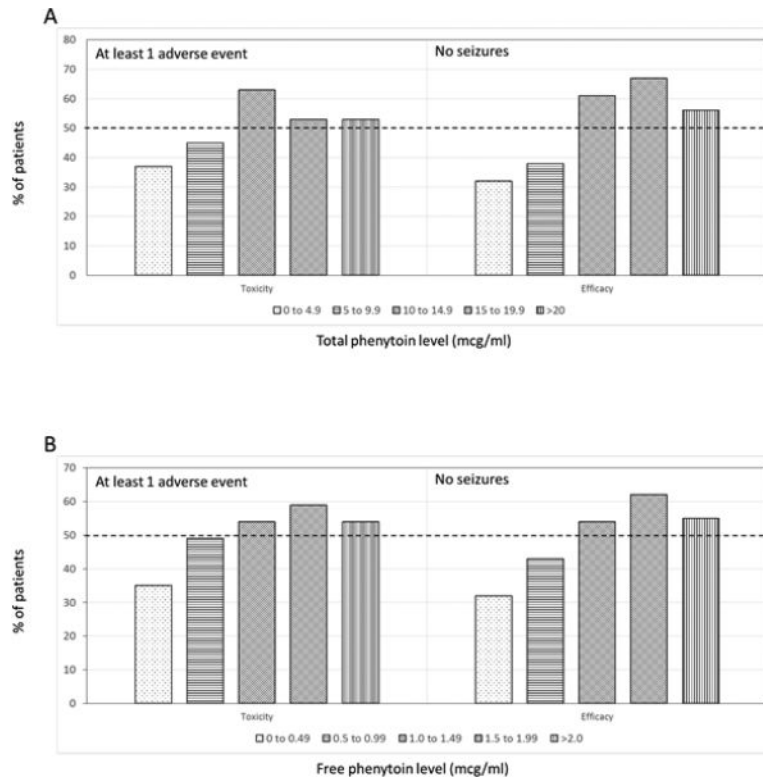 A
At least 1 adverse event
No seizures
80
70
60
50
40
30
20
10
0
% of patients
Toxicity
Efficacy
0 to 4.9 5 to 9.9 10 to 14.9 15 to 19.9 >20
Total phenytoin level (mcg/ml)
B
At least 1 adverse event
No seizures
70
60
50
40
30
20
10
0
% of patients
Toxicity
Efficacy
0 to 0.49 0.5 to 0.99 1.0 to 1.49 1.5 to 1.99 >2.0
Free phenytoin level (mcg/ml)